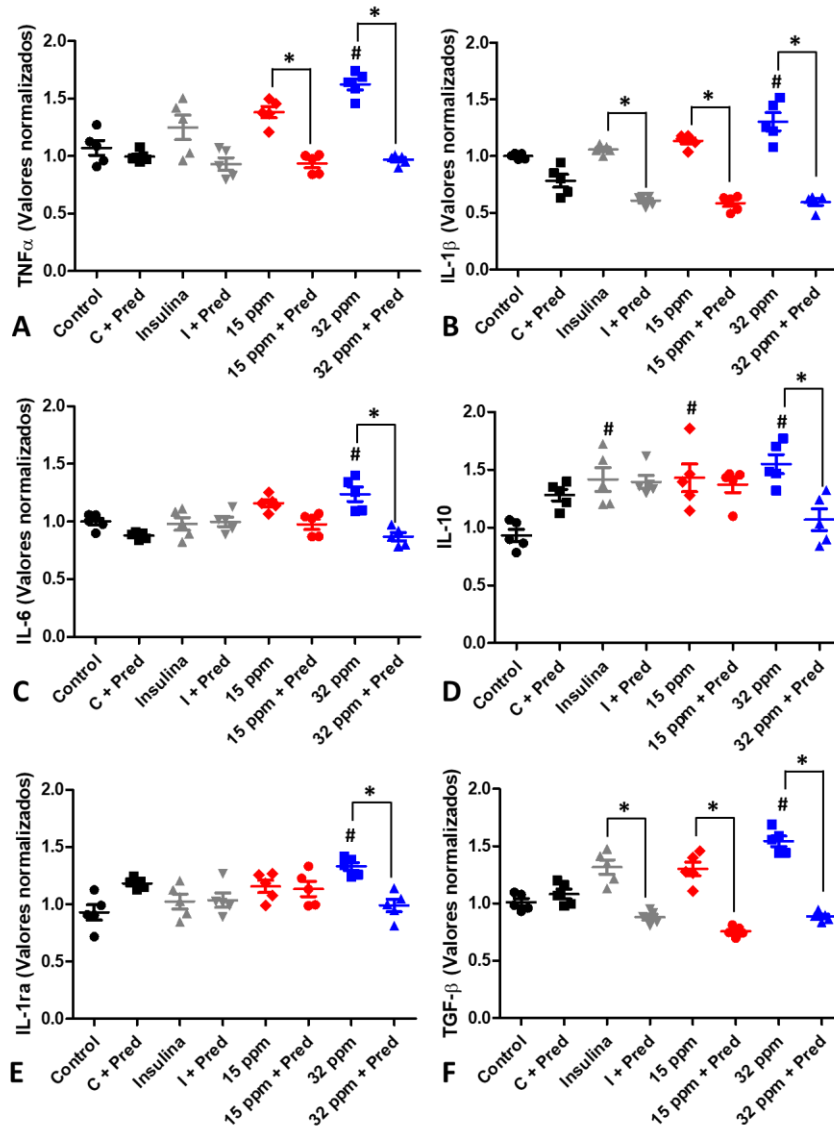 TNFα (Valores normalizados)
2.0
1.5
1.0
0.5
0.0
*
#
*
Control
C + Pred
Insulina
I + Pred
15 ppm
15 ppm + Pred
32 ppm
32 ppm + Pred
A
IL-1β (Valores normalizados)
2.0
1.5
1.0
0.5
0.0
*
*
#
*
Control
C + Pred
Insulina
I + Pred
15 ppm
15 ppm + Pred
32 ppm
32 ppm + Pred
B
IL-6 (Valores normalizados)
2.0
1.5
1.0
0.5
0.0
#
*
Control
C + Pred
Insulina
I + Pred
15 ppm
15 ppm + Pred
32 ppm
32 ppm + Pred
C
IL-10
2.0
1.5
1.0
0.5
0.0
#
#
#
*
Control
C + Pred
Insulina
I + Pred
15 ppm
15 ppm + Pred
32 ppm
32 ppm + Pred
D
IL-1ra (Valores normalizados)
2.0
1.5
1.0
0.5
0.0
#
*
Control
C + Pred
Insulina
I + Pred
15 ppm
15 ppm + Pred
32 ppm
32 ppm + Pred
E
TGF-β (Valores normalizados)
2.0
1.5
1.0
0.5
0.0
*
*
#
*
Control
C + Pred
Insulina
I + Pred
15 ppm
15 ppm + Pred
32 ppm
32 ppm + Pred
F